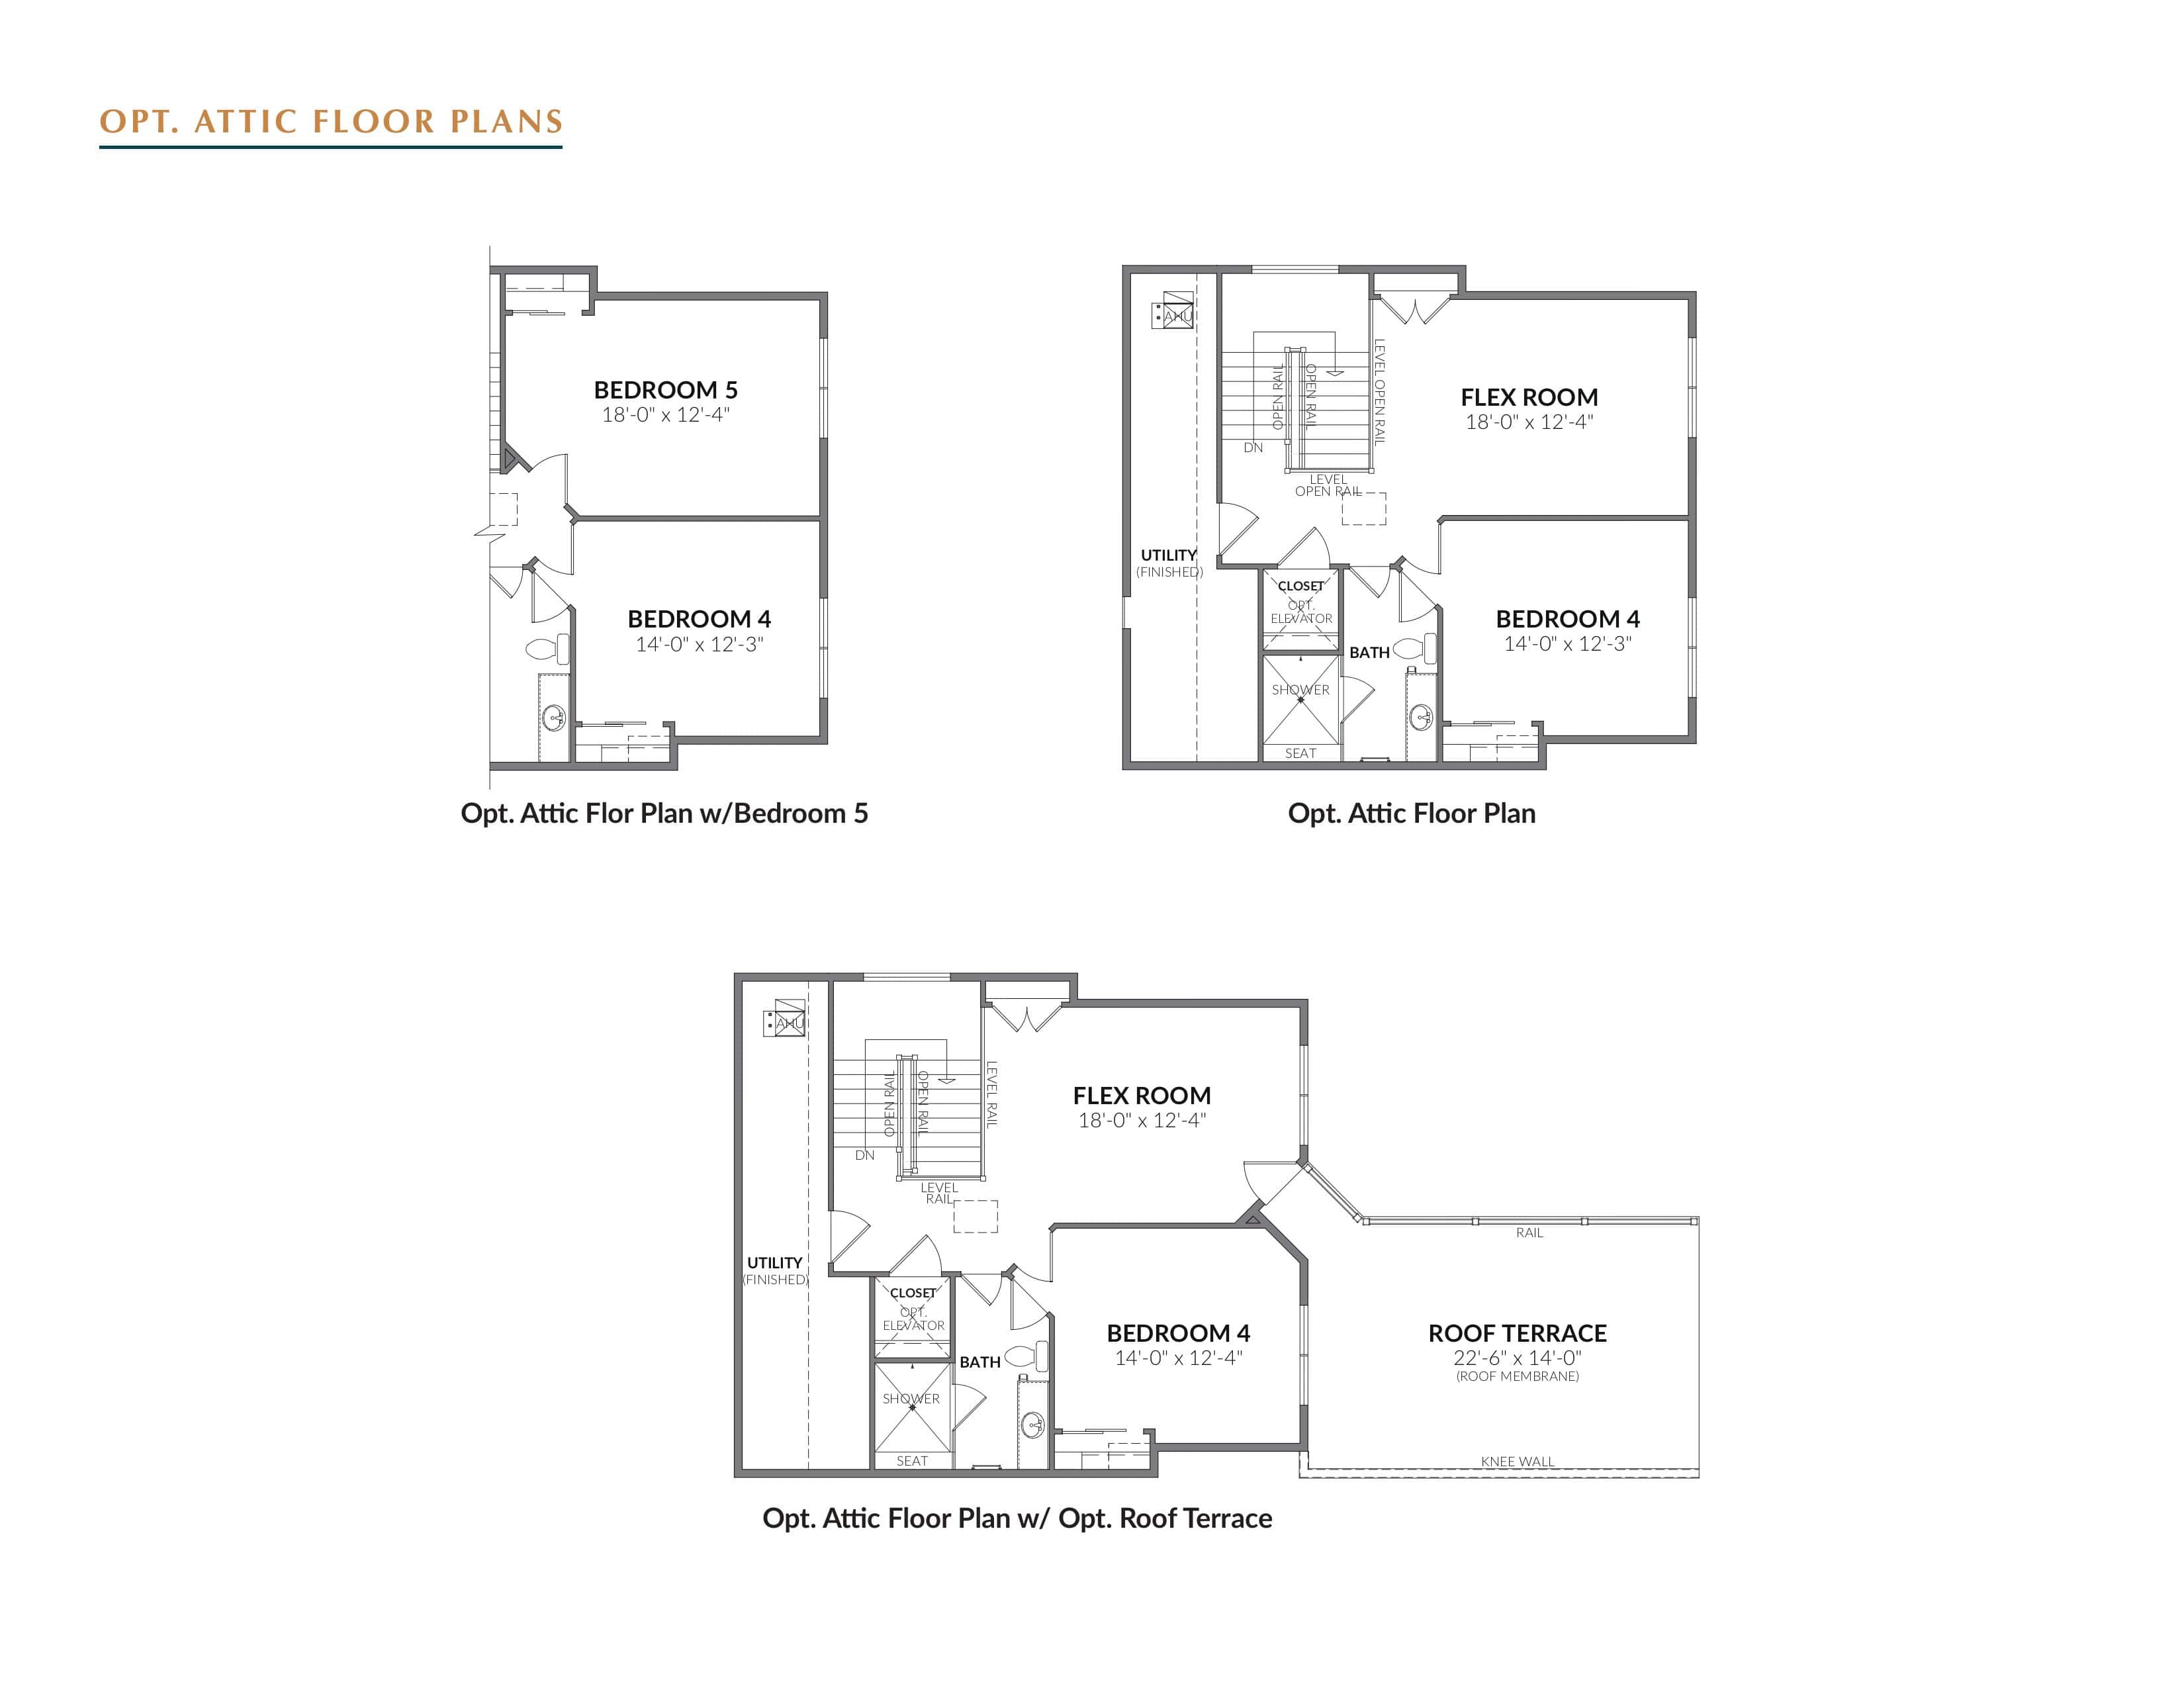 OPT. ATTIC FLOOR PLANS
BEDROOM 5
18'-0" x 12'-4"
BEDROOM 4
14'-0" x 12'-3"
Opt. Attic Flor Plan w/Bedroom 5
AHU
OPEN RAIL
OPEN RAIL
LEVEL OPEN RAIL
FLEX ROOM
18'-0" x 12'-4"
DN
LEVEL
OPEN RAIL
UTILITY
(FINISHED)
CLOSET
OPT.
ELEVATOR
BATH
SHOWER
SEAT
BEDROOM 4
14'-0" x 12'-3"
Opt. Attic Floor Plan
AHU
OPEN RAIL
OPEN RAIL
LEVEL RAIL
FLEX ROOM
18'-0" x 12'-4"
DN
LEVEL
RAIL
UTILITY
(FINISHED)
CLOSET
OPT.
ELEVATOR
BATH
SHOWER
SEAT
BEDROOM 4
14'-0" x 12'-4"
RAIL
ROOF TERRACE
22'-6" x 14'-0"
(ROOF MEMBRANE)
KNEE WALL
Opt. Attic Floor Plan w/ Opt. Roof Terrace